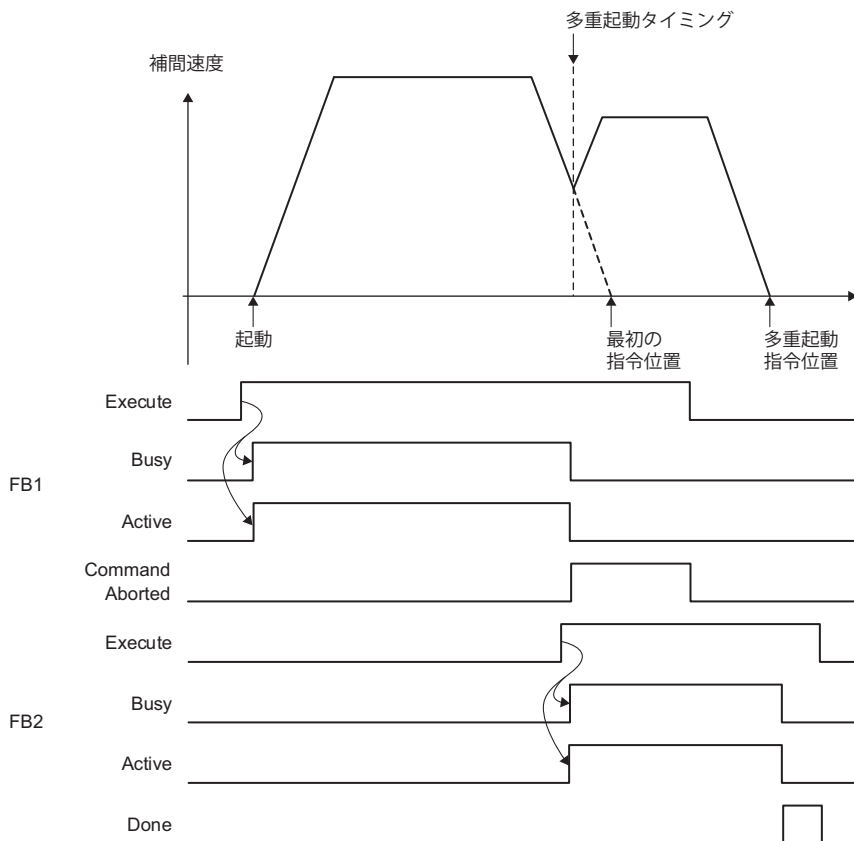 多重起動タイミング
補間速度
起動
最初の
指令位置
多重起動
指令位置
FB1
Execute
Busy
Active
Command
Aborted
FB2
Execute
Busy
Active
Done